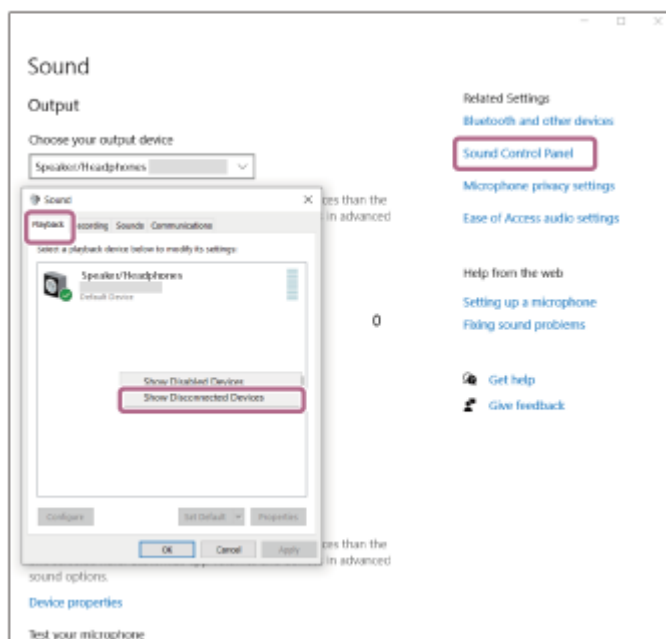 Sound
Output
Choose your output device
Speaker/Headphones
ces than the
in advanced
0
Sound
Playback
ecording
Sounds
Communications
Select a playback device below to modify its settings:
Speaker/Headphones
Default Device
Show Disabled Devices
Show Disconnected Devices
Configure
Set Default
Properties
OK
Cancel
Apply
ces than the
in advanced
sound options.
Device properties
Test your microphone
Related Settings
Bluetooth and other devices
Sound Control Panel
Microphone privacy settings
Ease of Access audio settings
Help from the web
Setting up a microphone
Fixing sound problems
Get help
Give feedback